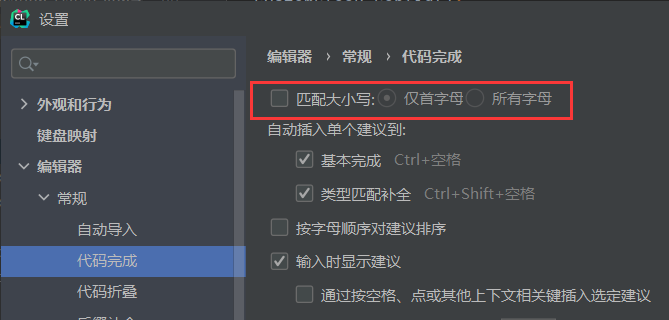 CL 设置
编辑器 › 常规 › 代码完成
匹配大小写: 仅首字母 所有字母
外观和行为
自动插入单个建议到:
键盘映射
基本完成 Ctrl+空格
编辑器
类型匹配补全 Ctrl+Shift+空格
常规
按字母顺序对建议排序
自动导入
输入时显示建议
代码完成
代码折叠
通过按空格、点或其他上下文相关键插入选定建议